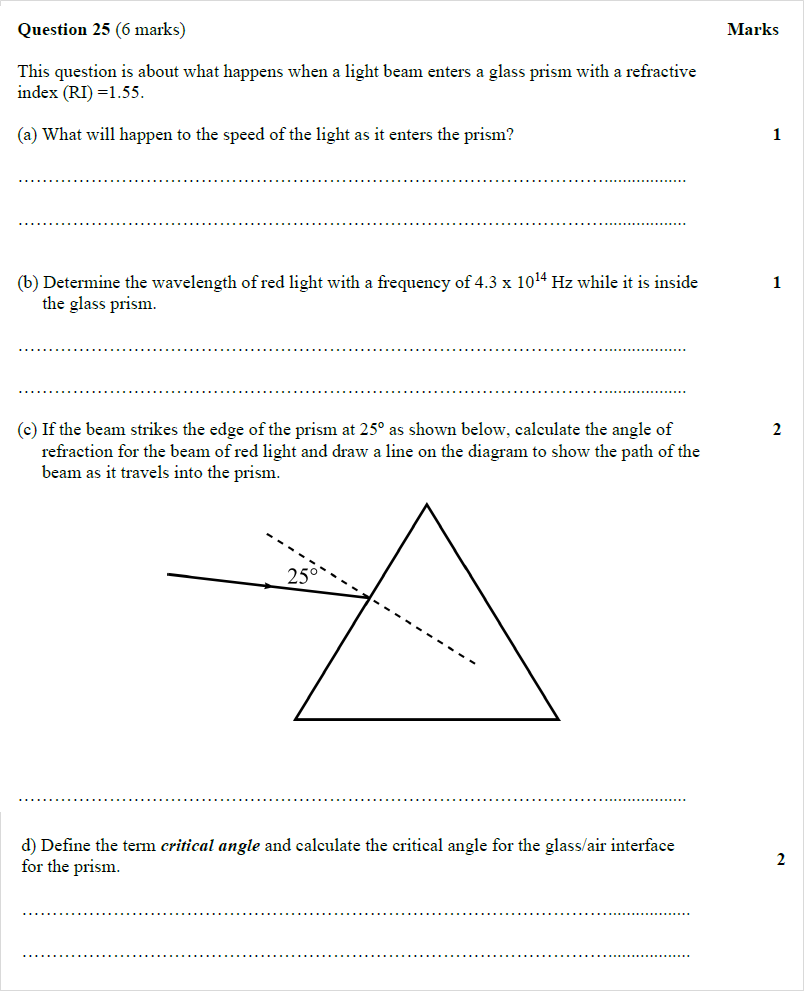 Question 25 (6 marks) Marks
This question is about what happens when a light beam enters a glass prism with a refractive
index (RI) =1.55.
(a) What will happen to the speed of the light as it enters the prism? 1
(b) Determine the wavelength of red light with a frequency of 4.3 x 10¹⁴ Hz while it is inside 1
the glass prism.
(c) If the beam strikes the edge of the prism at 25° as shown below, calculate the angle of 2
refraction for the beam of red light and draw a line on the diagram to show the path of the
beam as it travels into the prism.
25°
d) Define the term critical angle and calculate the critical angle for the glass/air interface
for the prism. 2